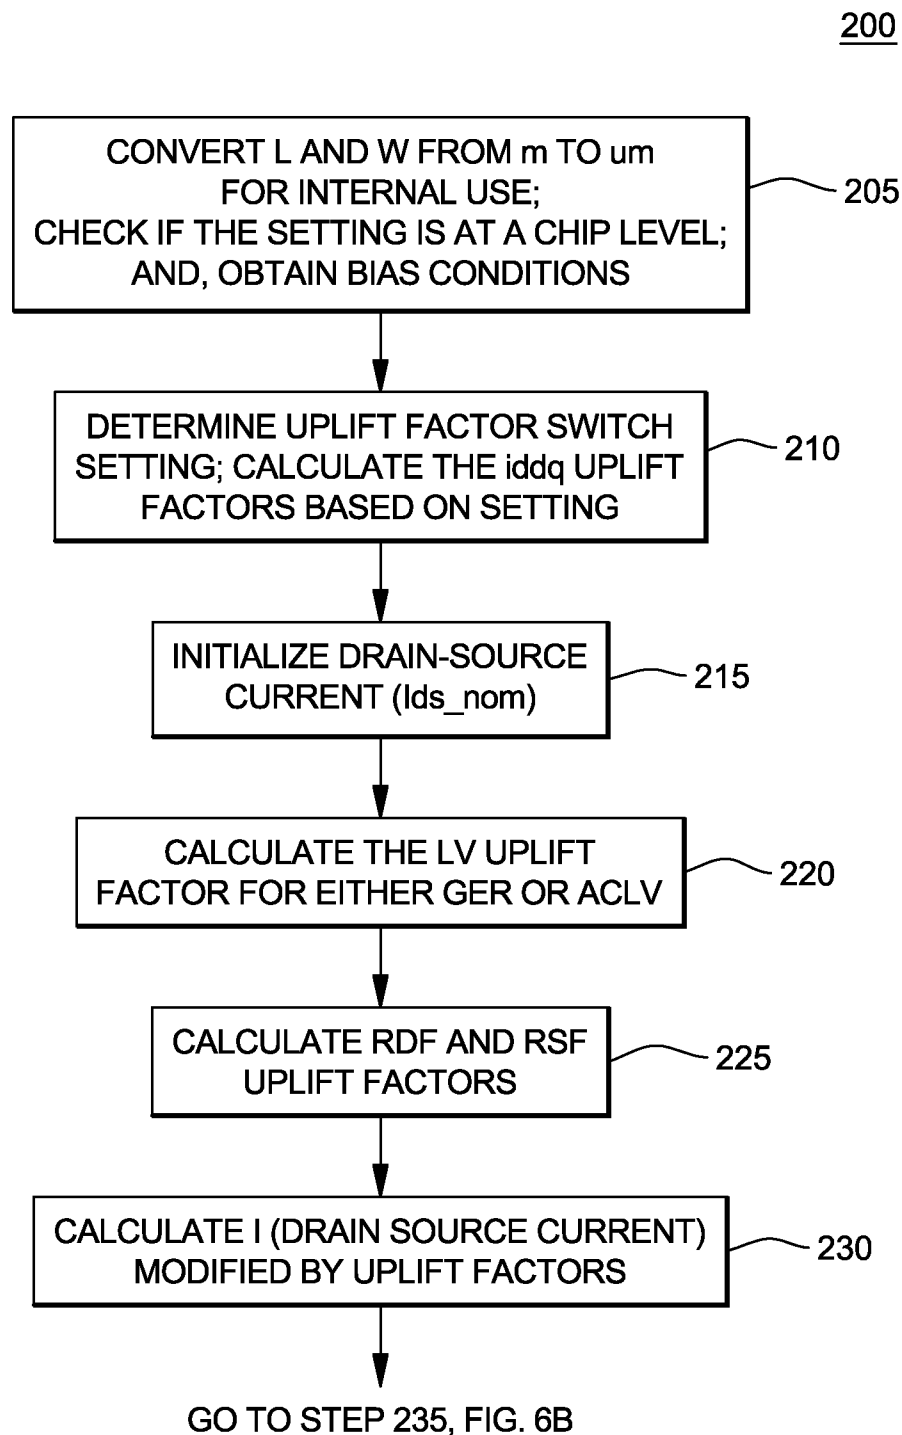 200
CONVERT L AND W FROM m TO um
FOR INTERNAL USE;
CHECK IF THE SETTING IS AT A CHIP LEVEL;
AND, OBTAIN BIAS CONDITIONS
205
DETERMINE UPLIFT FACTOR SWITCH
SETTING; CALCULATE THE iddq UPLIFT
FACTORS BASED ON SETTING
210
INITIALIZE DRAIN-SOURCE
CURRENT (Ids_nom)
215
CALCULATE THE LV UPLIFT
FACTOR FOR EITHER GER OR ACLV
220
CALCULATE RDF AND RSF
UPLIFT FACTORS
225
CALCULATE I (DRAIN SOURCE CURRENT)
MODIFIED BY UPLIFT FACTORS
230
GO TO STEP 235, FIG. 6B